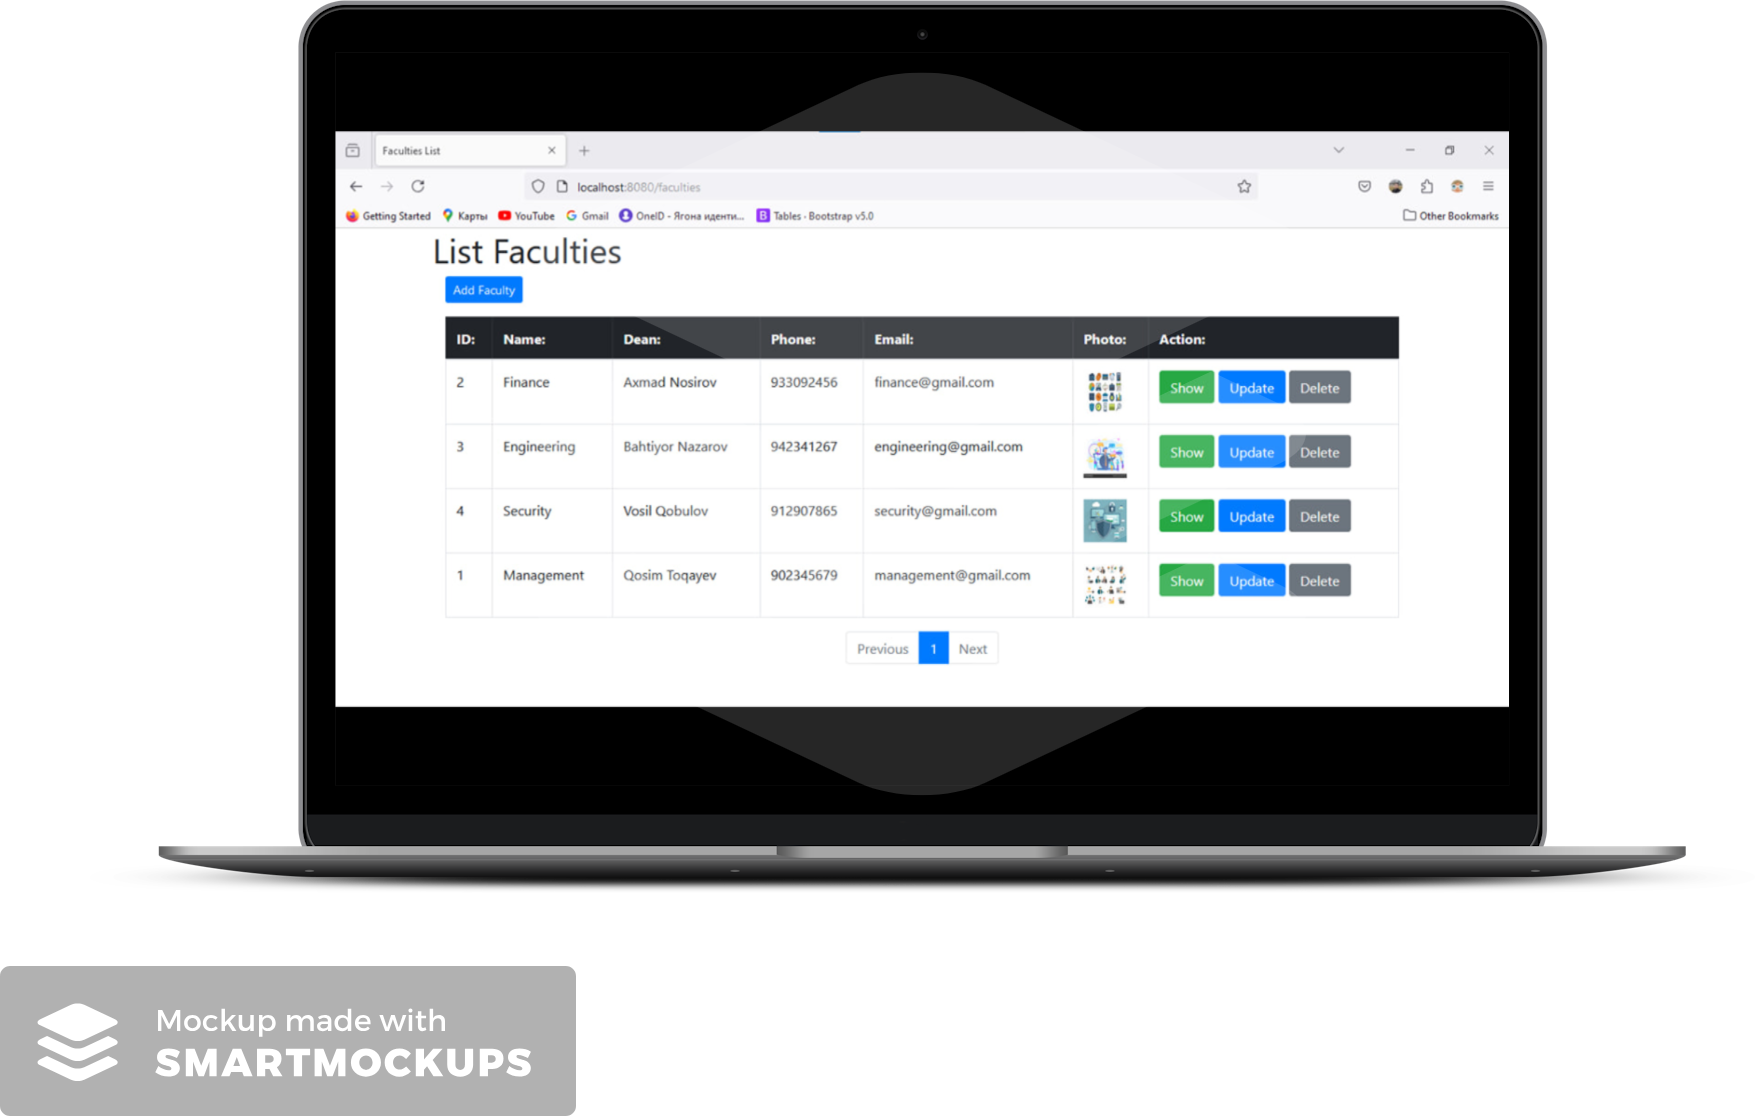 Faculties List
localhost:8080/faculties
Getting Started Карты YouTube Gmail OneID - Ягона иденти... B Tables · Bootstrap v5.0 Other Bookmarks
List Faculties
Add Faculty
ID: Name: Dean: Phone: Email: Photo: Action:
2 Finance Axmad Nosirov 933092456 finance@gmail.com Show Update Delete
3 Engineering Bahtiyor Nazarov 942341267 engineering@gmail.com Show Update Delete
4 Security Vosil Qobulov 912907865 security@gmail.com Show Update Delete
1 Management Qosim Toqayev 902345679 management@gmail.com Show Update Delete
Previous 1 Next
Mockup made with
SMARTMOCKUPS